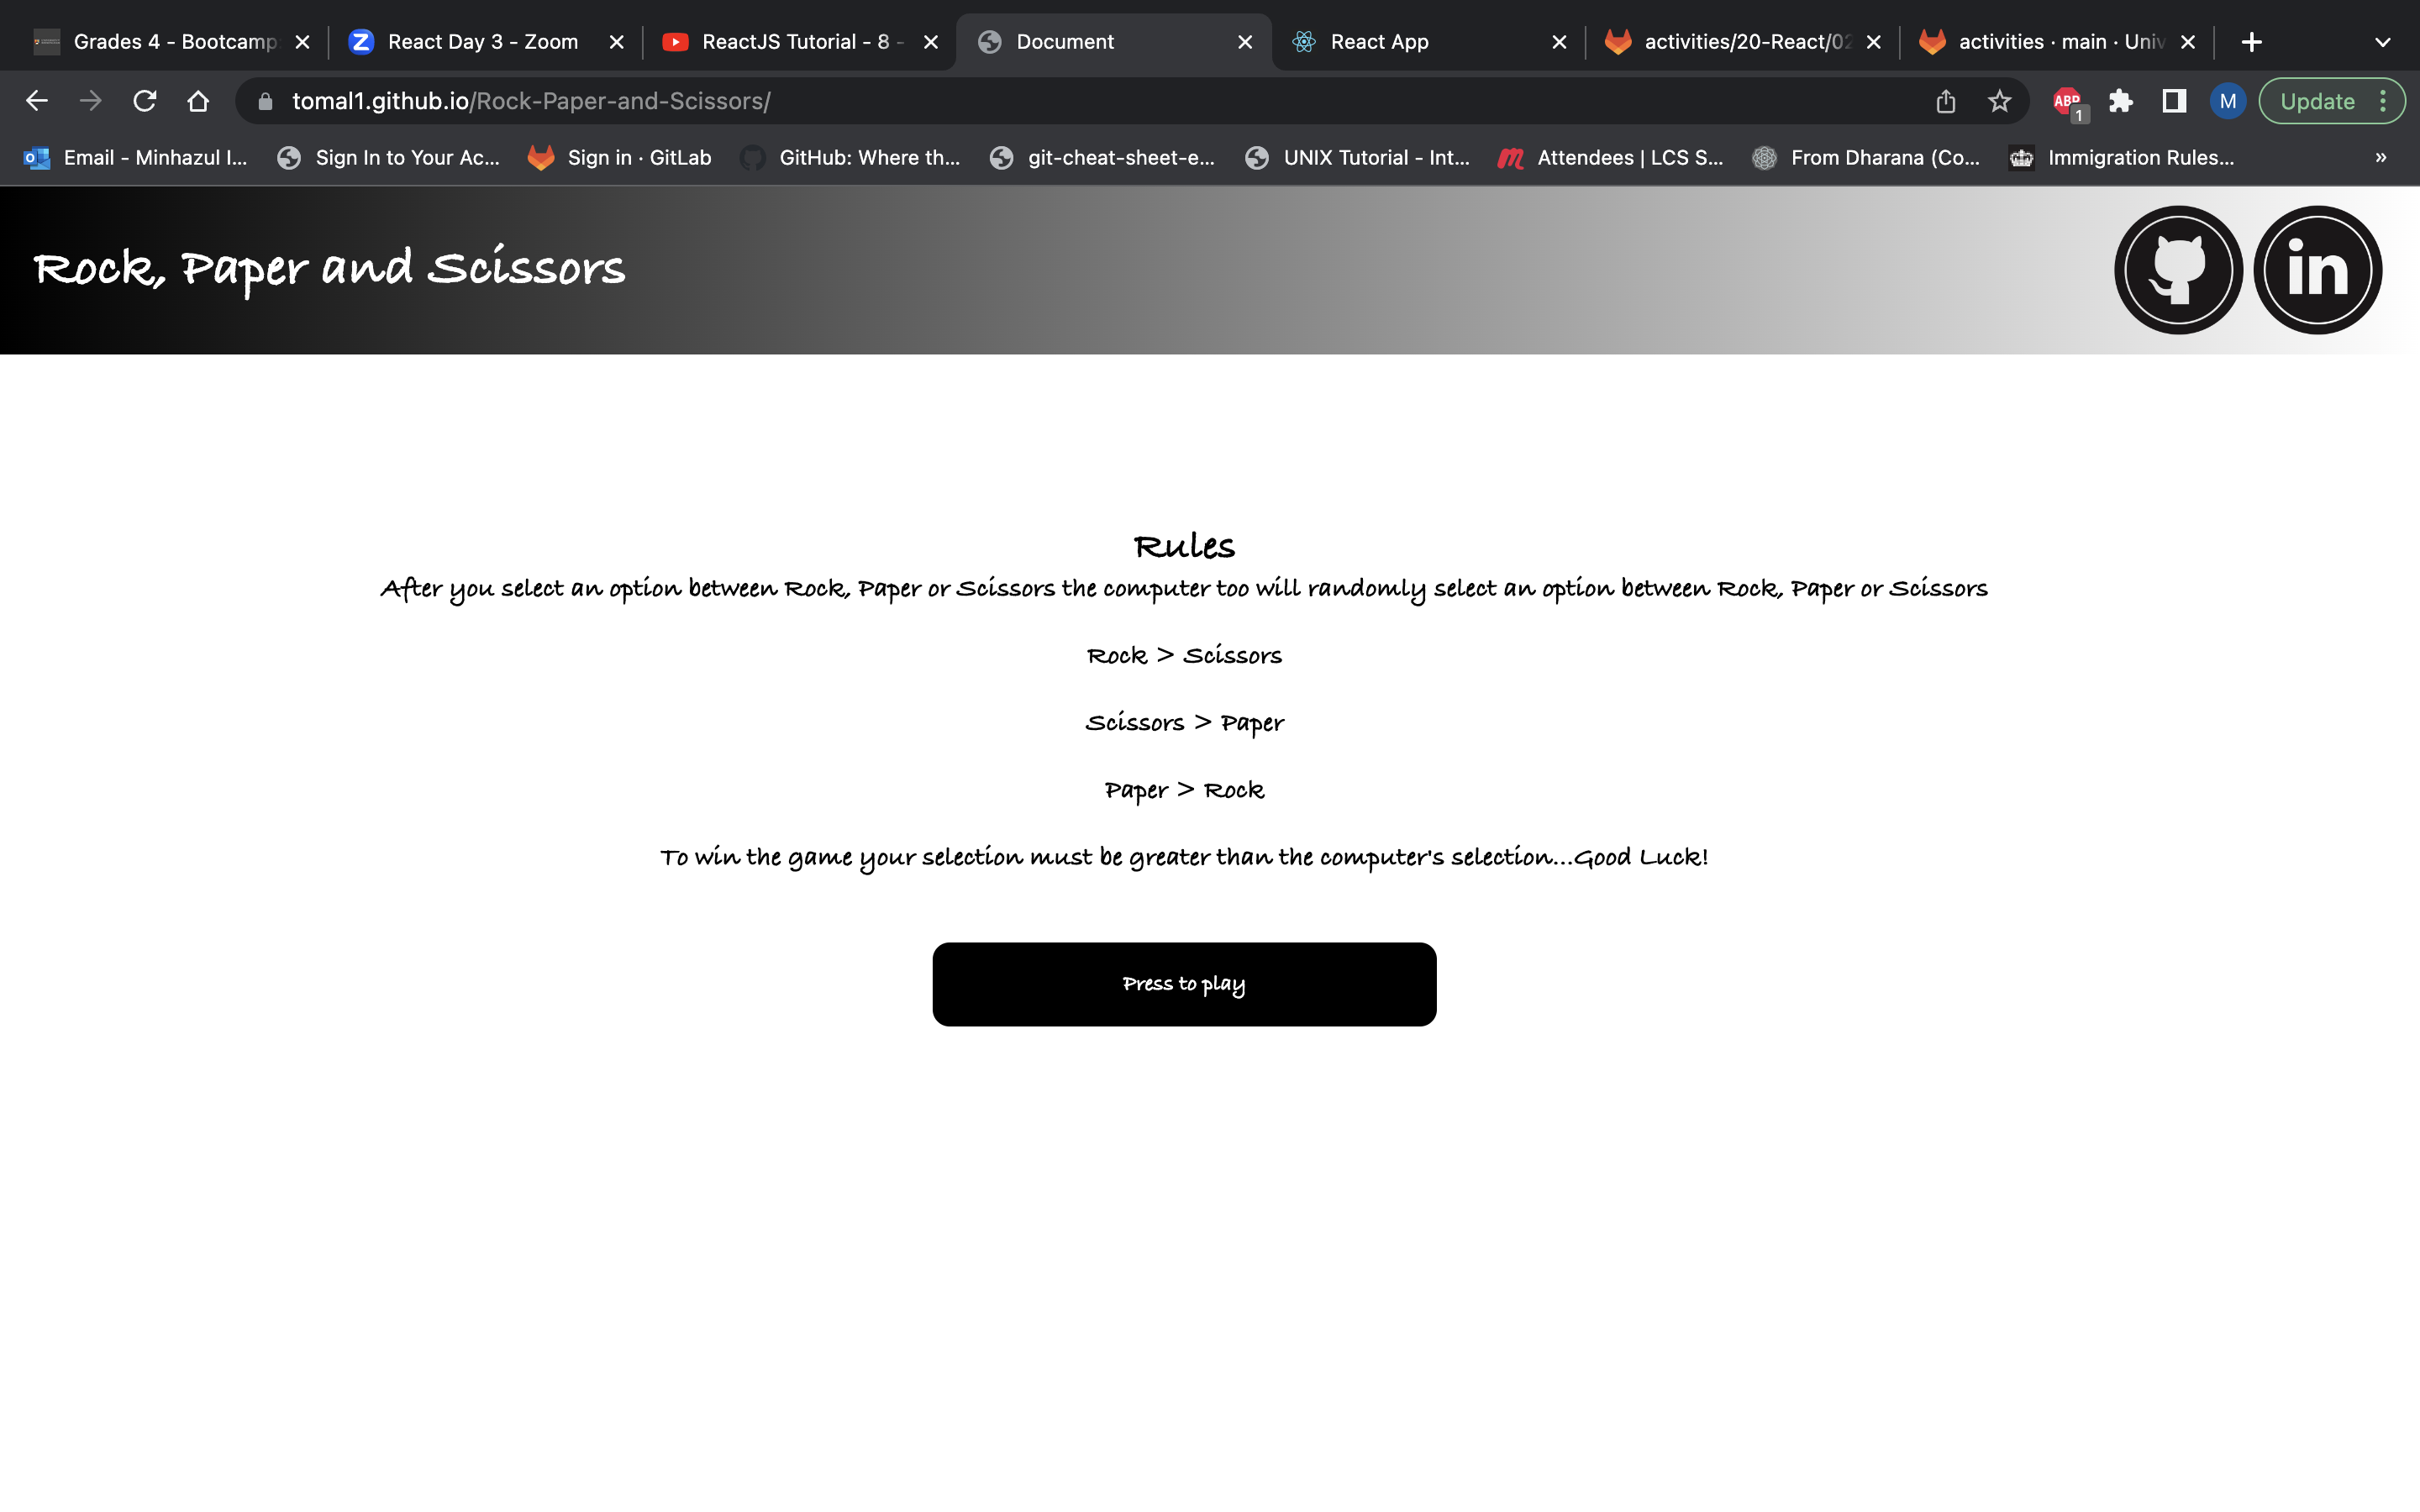 Grades 4 - Bootcamp
React Day 3 - Zoom
ReactJS Tutorial - 8 -
Document
React App
activities/20-React/02
activities · main · Univ
tomal1.github.io/Rock-Paper-and-Scissors/
ABP
1
M
Update
Email - Minhazul I...
Sign In to Your Ac...
Sign in · GitLab
GitHub: Where th...
git-cheat-sheet-e...
UNIX Tutorial - Int...
Attendees | LCS S...
From Dharana (Co...
Immigration Rules...
»
Rock, Paper and Scissors
in
Rules
After you select an option between Rock, Paper or Scissors the computer too will randomly select an option between Rock, Paper or Scissors
Rock > Scissors
Scissors > Paper
Paper > Rock
To win the game your selection must be greater than the computer's selection...Good Luck!
Press to play